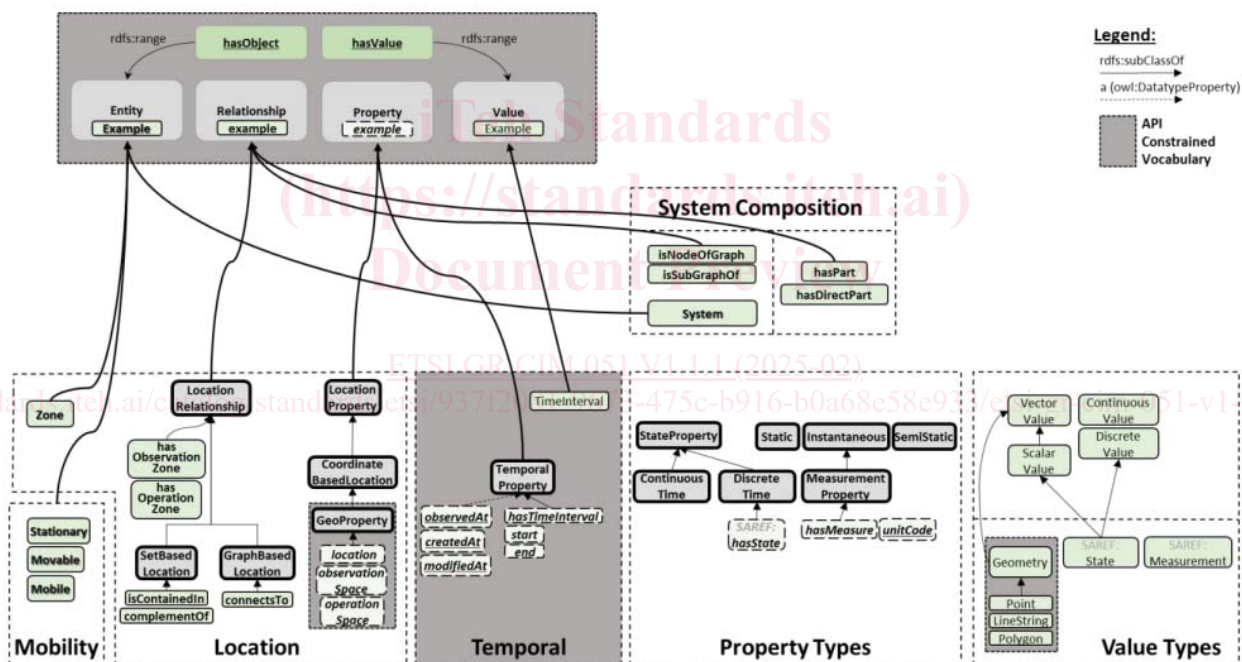 rdfs:range
hasObject
hasValue
rdfs:range
Entity
Example
Relationship
example
Property
example
Value
Example
Legend:
rdfs:subClassOf
a (owl:DatatypeProperty)
API
Constrained
Vocabulary
iTeh Standards
(https://standards.iteh.ai)
Document Preview
System Composition
isNodeOfGraph
isSubGraphOf
System
hasPart
hasDirectPart
ETSI GR CIM 051 V1.1.1 (2025-02)
Zone
Stationary
Movable
Mobile
Mobility
Location
Relationship
has
Observation
Zone
has
Operation
Zone
SetBased
Location
isContainedIn
complementOf
GraphBased
Location
connectsTo
Location
Property
Coordinate
BasedLocation
GeoProperty
location
observation
Space
operation
Space
Location
TimeInterval
Temporal
Property
observedAt
createdAt
modifiedAt
hasTimeInterval
start
end
Temporal
StateProperty
Static
Instantaneous
SemiStatic
Continuous
Time
Discrete
Time
Measurement
Property
SAREF:
hasState
hasMeasure
unitCode
Property Types
Vector
Value
Continuous
Value
Scalar
Value
Discrete
Value
Geometry
Point
LineString
Polygon
SAREF:
State
SAREF:
Measurement
Value Types